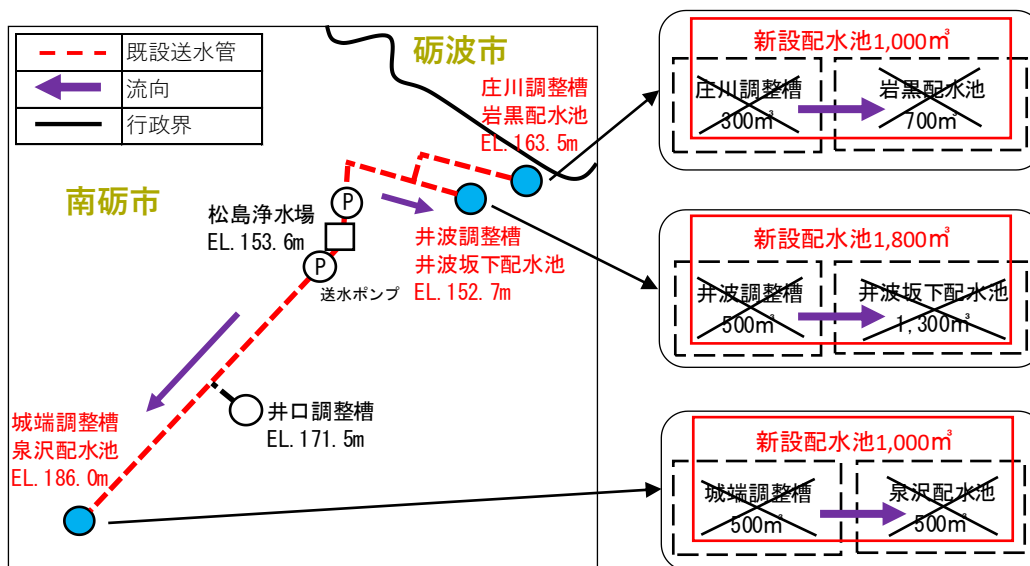 既設送水管
流向
行政界
砺波市
南砺市
庄川調整槽
岩黒配水池
EL.163.5m
P
松島浄水場
EL.153.6m
P
送水ポンプ
井波調整槽
井波坂下配水池
EL.152.7m
井口調整槽
EL.171.5m
城端調整槽
泉沢配水池
EL.186.0m
新設配水池1,000㎥
庄川調整槽
300㎥
岩黒配水池
700㎥
新設配水池1,800㎥
井波調整槽
500㎥
井波坂下配水池
1,300㎥
新設配水池1,000㎥
城端調整槽
500㎥
泉沢配水池
500㎥